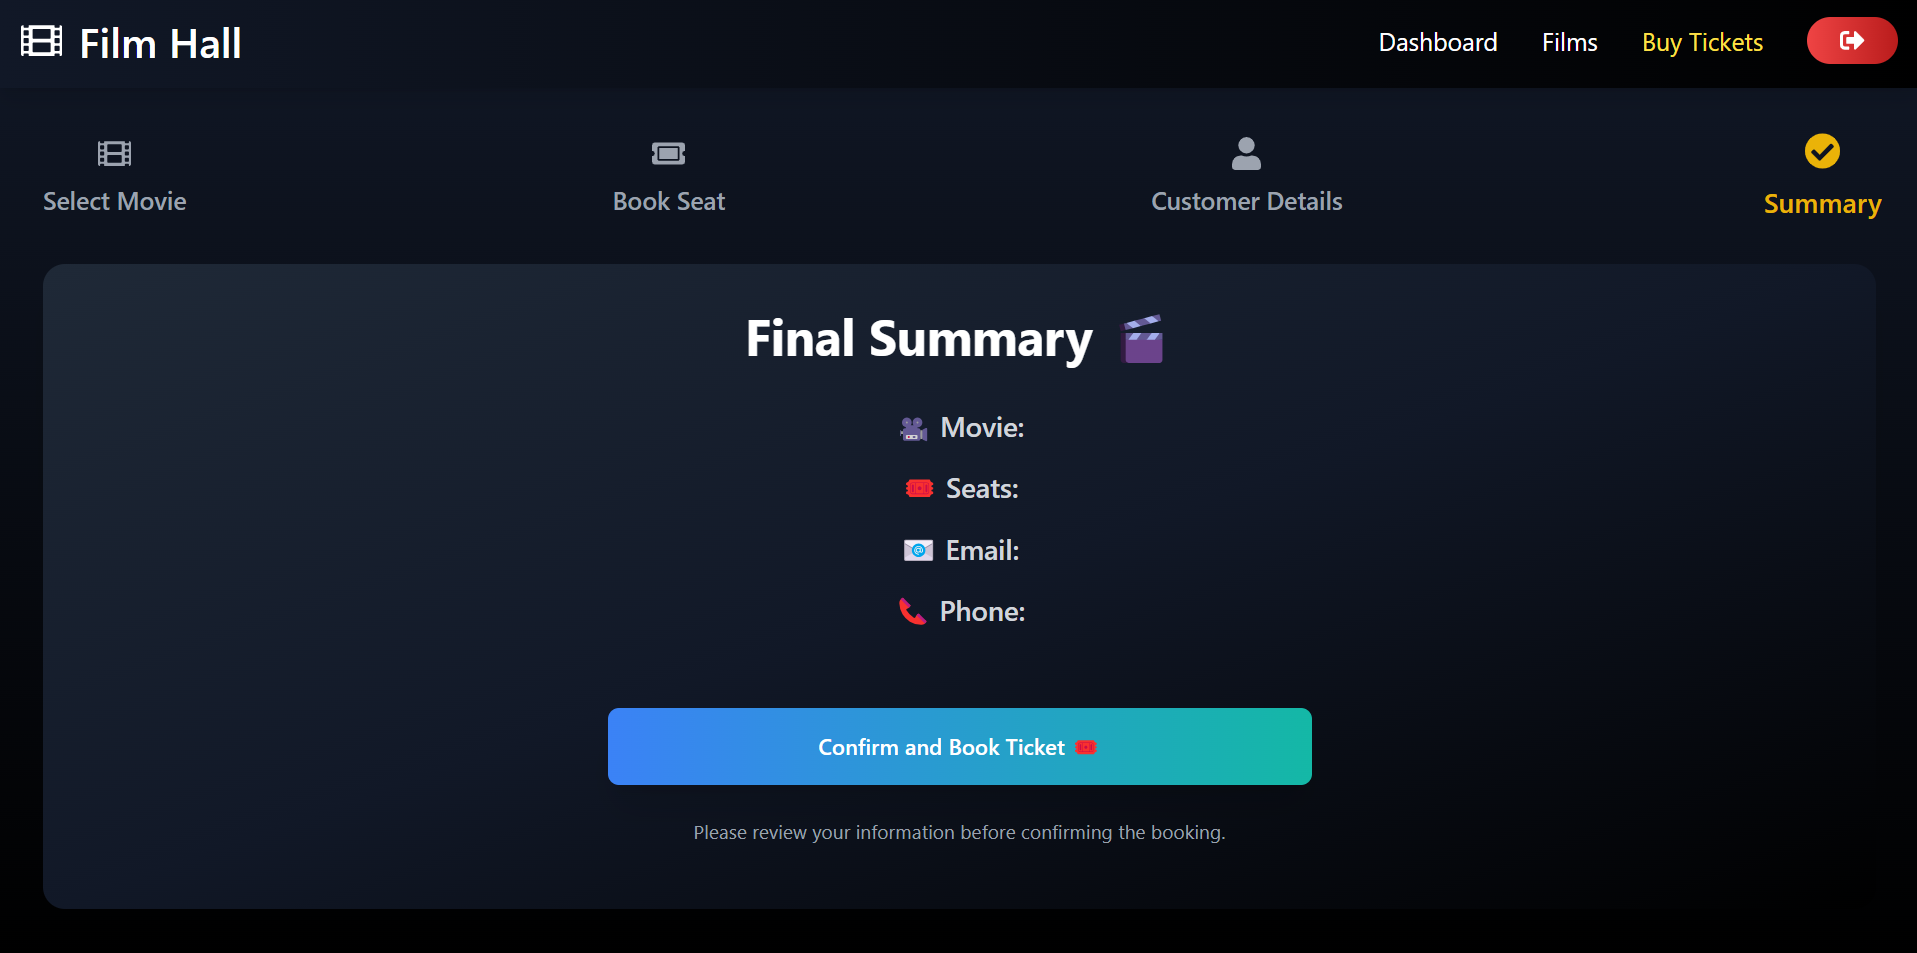 Film Hall
Dashboard
Films
Buy Tickets
Select Movie
Book Seat
Customer Details
Summary
Final Summary
Movie:
Seats:
Email:
Phone:
Confirm and Book Ticket
Please review your information before confirming the booking.